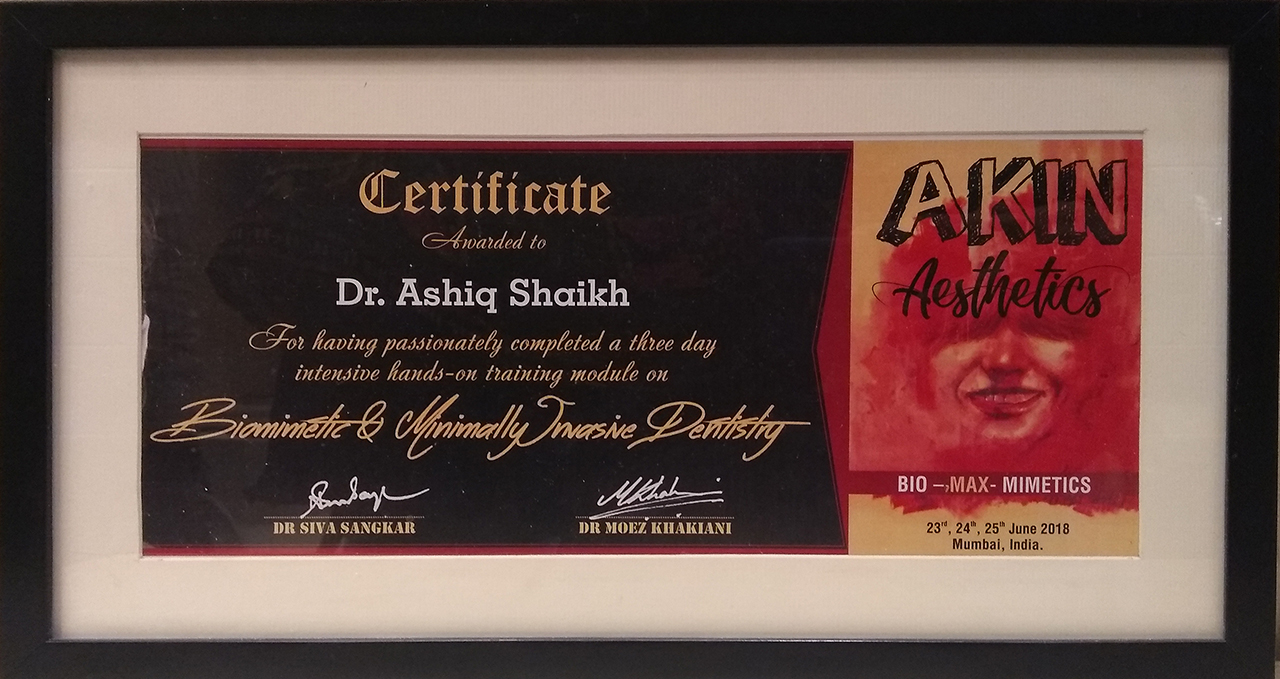 Certificate
Awarded to
Dr. Ashiq Shaikh
For having passionately completed a three day
intensive hands-on training module on
Biomimetic & Minimally Invasive Dentistry
DR SIVA SANGKAR
DR MOEZ KHAKIANI
AKIN
Aesthetics
BIO –,MAX- MIMETICS
23rd, 24th, 25th June 2018
Mumbai, India.